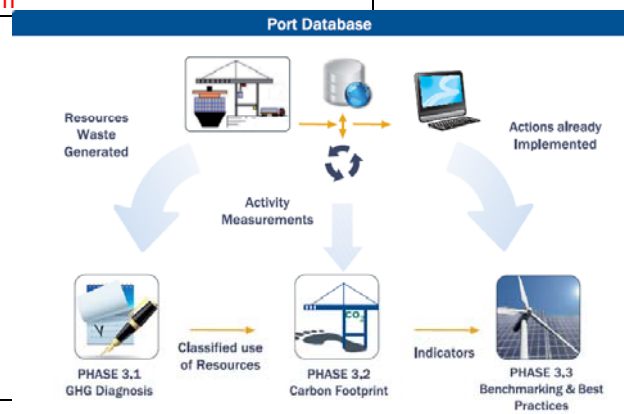 Port Database
Resources
Waste
Generated
Actions already
Implemented
Activity
Measurements
CO2
Classified use
of Resources
Indicators
PHASE 3.1
GHG Diagnosis
PHASE 3.2
Carbon Footprint
PHASE 3.3
Benchmarking & Best
Practices